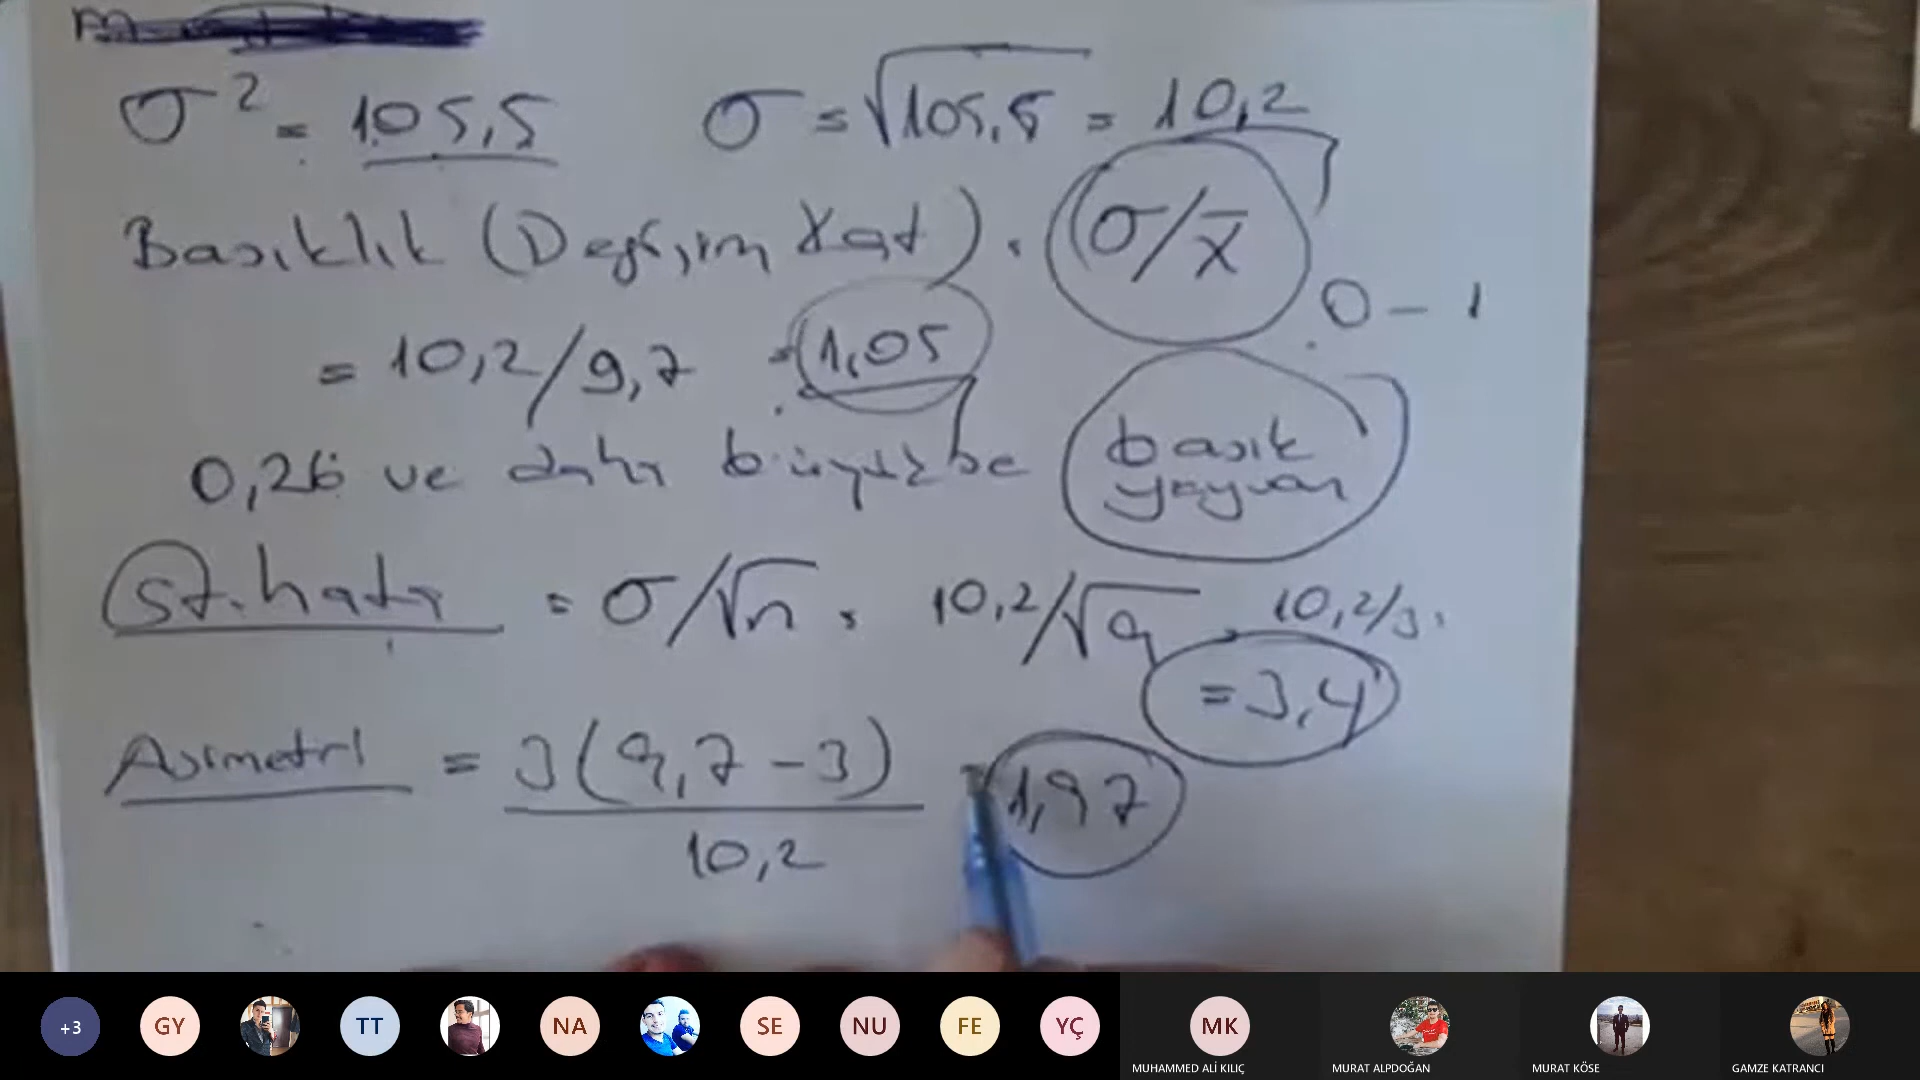 σ² = 105,5 σ = √105,5 = 10,2
Basıklık (Değişim Kat) = σ/x̄
0 - 1
= 10,2/9,7 = 1,05
0,26 ve daha büyükse basık
yayvan
St. hata = σ/√n = 10,2/√9 = 10,2/3 =
= 3,4
Asimetri = 3(9,7-3) = 1,97
10,2
+3 GY TT NA SE NU FE YÇ MK
MUHAMMED ALİ KILIÇ MURAT ALPDOĞAN MURAT KÖSE GAMZE KATRANCI